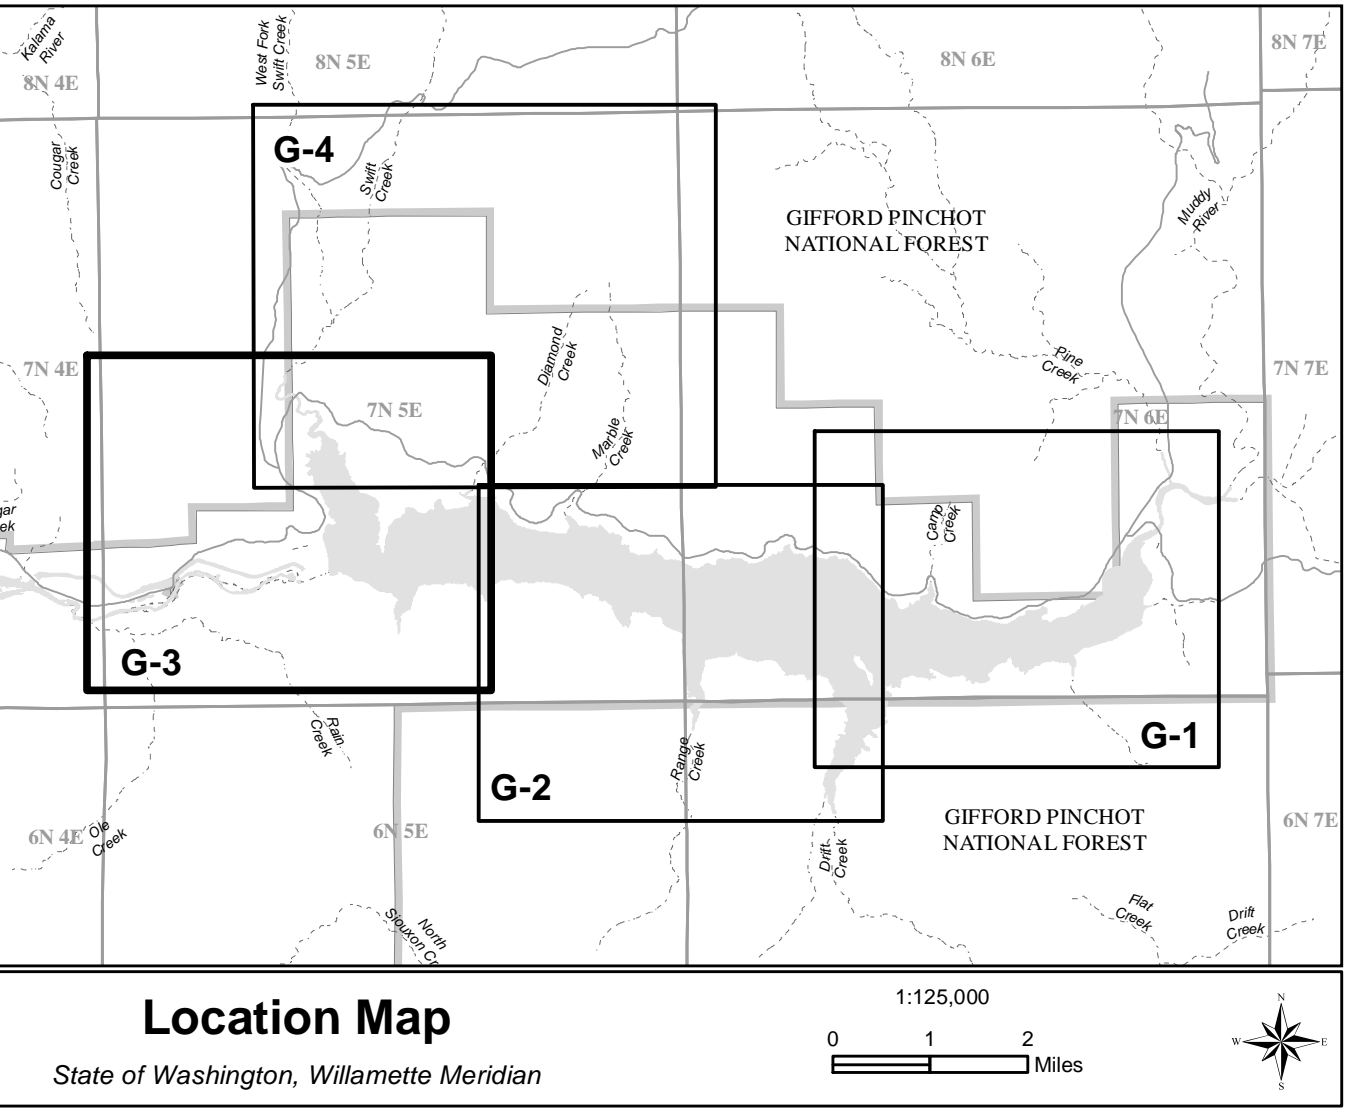 Kalama
River
West Fork
Swift Creek
8N 5E
8N 6E
8N 7E
8N 4E
G-4
Cougar
Creek
Swift
Creek
Muddy
River
GIFFORD PINCHOT
NATIONAL FOREST
Diamond
Creek
Pine
Creek
7N 4E
7N 7E
7N 5E
7N 6E
Marble
Creek
gar
ek
Camp
Creek
G-3
Rain
Creek
Range
Creek
G-1
G-2
GIFFORD PINCHOT
NATIONAL FOREST
6N 4E
Ole
Creek
6N 5E
6N 7E
Drift
Creek
Flat
Creek
Drift
Creek
North
Siouxon Cr
Location Map
State of Washington, Willamette Meridian
1:125,000
0 1 2
Miles
N
W E
S